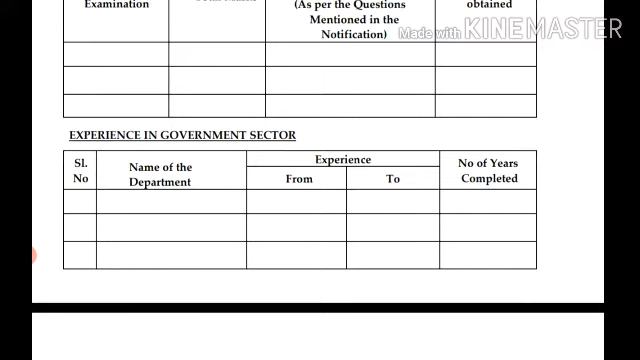 (As per the Questions
Examination
obtained
Mentioned in the
Notification)
Made with KINEMASTER
EXPERIENCE IN GOVERNMENT SECTOR
Sl. No
Name of the Department
Experience
No of Years Completed
From
To